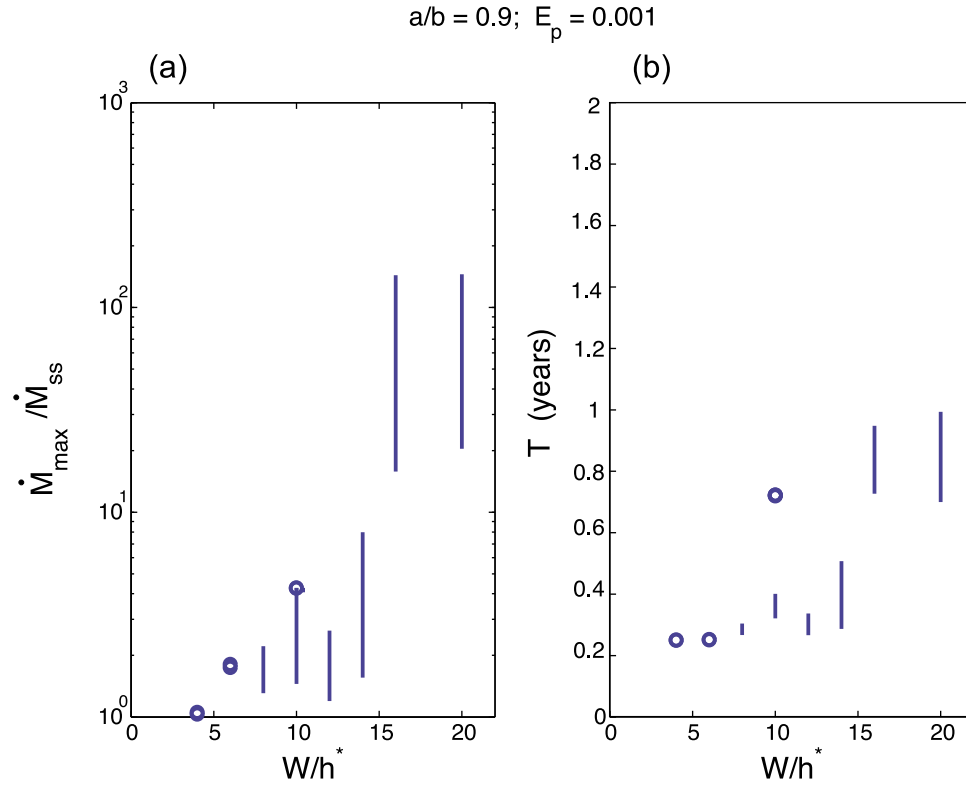 a/b = 0.9; E_p = 0.001
(a)
(b)
10^3
10^2
10^1
10^0
Ṁ_max /Ṁ_ss
0 5 10 15 20
W/h^*
2
1.8
1.6
1.4
1.2
1
0.8
0.6
0.4
0.2
0
T (years)
0 5 10 15 20
W/h^*